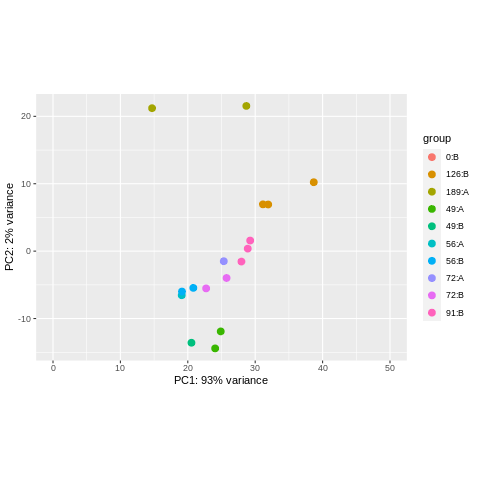 group
0:B
126:B
189:A
49:A
49:B
56:A
56:B
72:A
72:B
91:B
PC2: 2% variance
20
10
0
-10
0
10
20
30
40
50
PC1: 93% variance